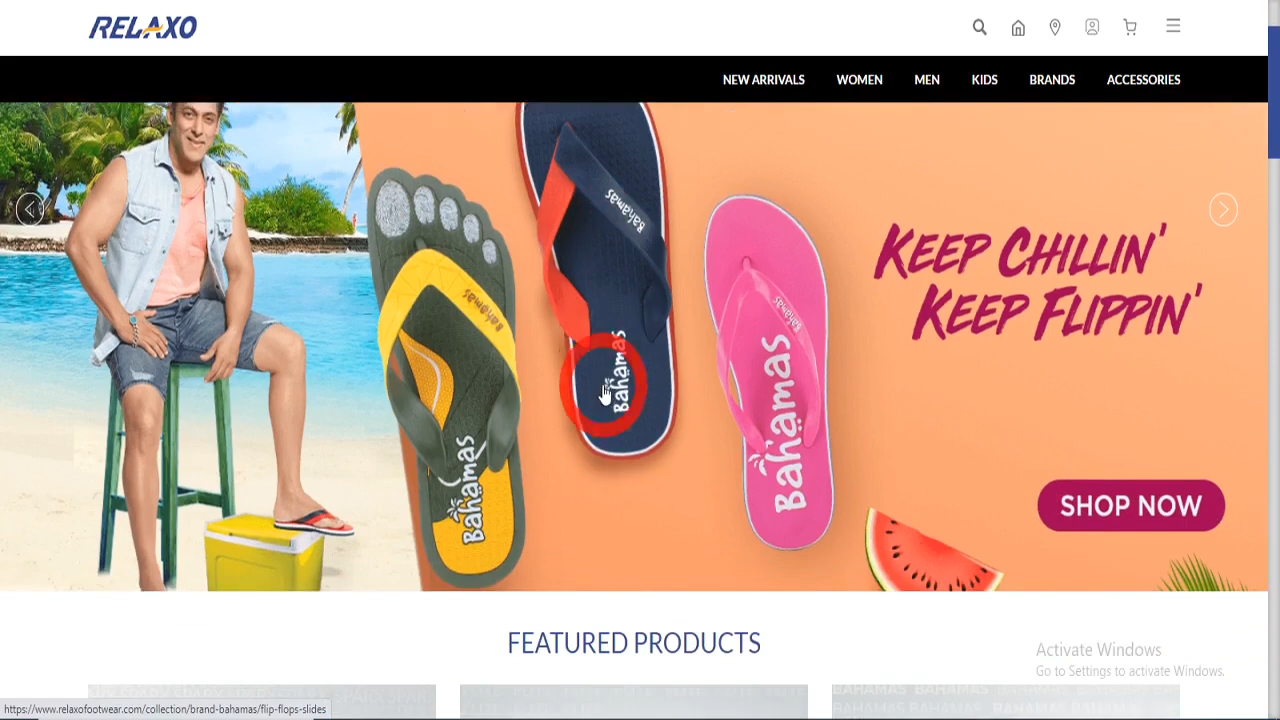 RELAXO
NEW ARRIVALS WOMEN MEN KIDS BRANDS ACCESSORIES
Bahamas
Bahamas
Bahamas
KEEP CHILLIN'
KEEP FLIPPIN'
Bahamas
Bahamas
Bahamas
SHOP NOW
FEATURED PRODUCTS
Activate Windows
Go to Settings to activate Windows.
BAHAMAS BAHAMAS
https://www.relaxofootwear.com/collection/brand-bahamas/flip-flops-slides